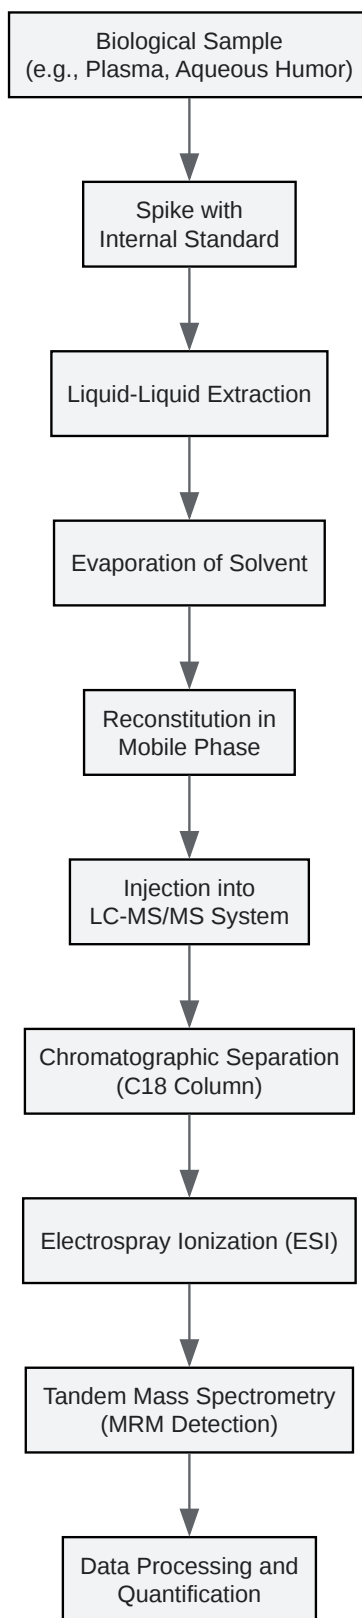 Biological Sample
(e.g., Plasma, Aqueous Humor)
Spike with
Internal Standard
Liquid-Liquid Extraction
Evaporation of Solvent
Reconstitution in
Mobile Phase
Injection into
LC-MS/MS System
Chromatographic Separation
(C18 Column)
Electrospray Ionization (ESI)
Tandem Mass Spectrometry
(MRM Detection)
Data Processing and
Quantification